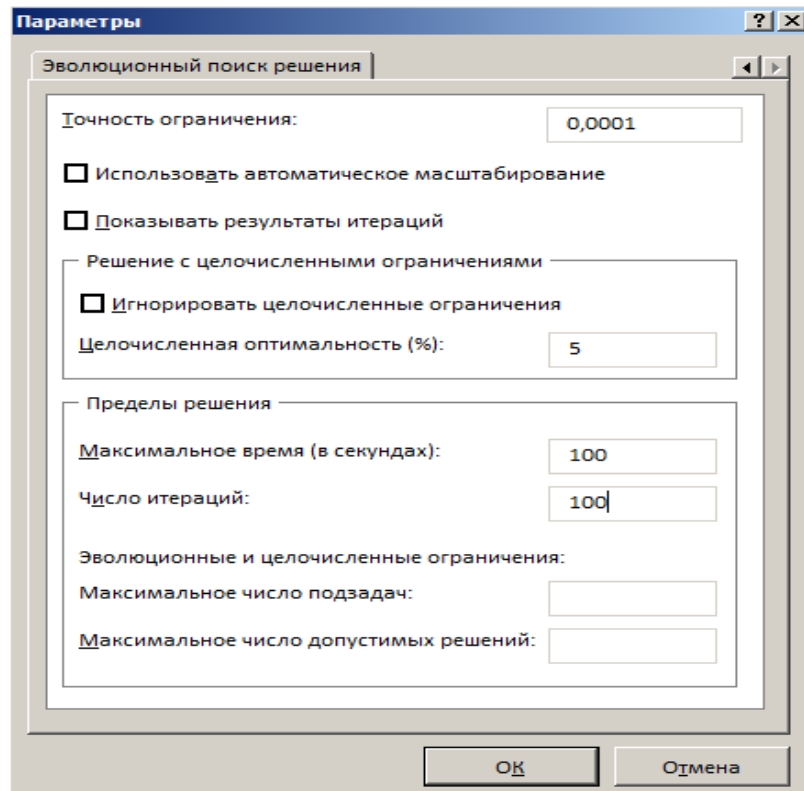 Параметры
Эволюционный поиск решения
Точность ограничения: 0,0001
Использовать автоматическое масштабирование
Показывать результаты итераций
Решение с целочисленными ограничениями
Игнорировать целочисленные ограничения
Целочисленная оптимальность (%): 5
Пределы решения
Максимальное время (в секундах): 100
Число итераций: 100
Эволюционные и целочисленные ограничения:
Максимальное число подзадач:
Максимальное число допустимых решений:
ОК Отмена